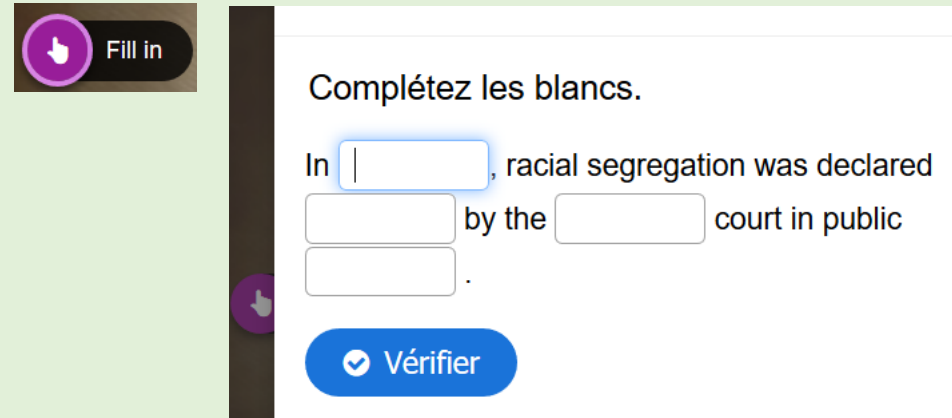 Fill in
Complétez les blancs.
In , racial segregation was declared
by the court in public
.
Vérifier